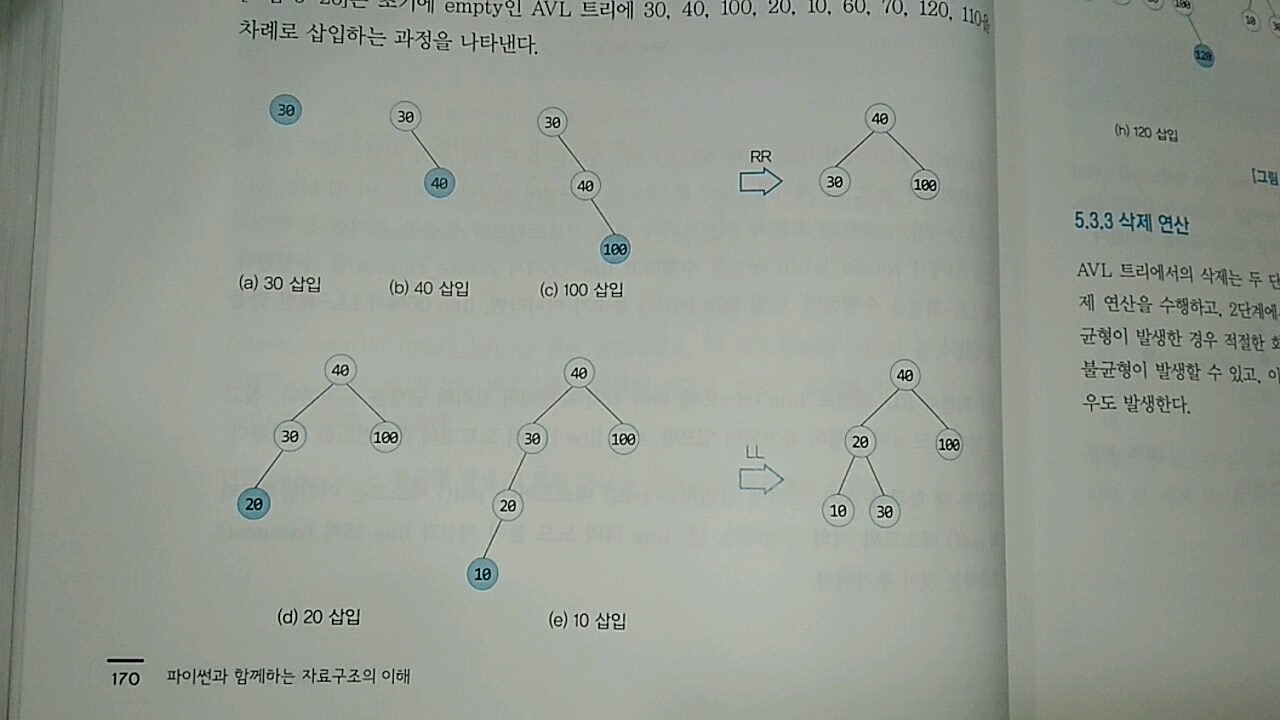 empty인 AVL 트리에 30, 40, 100, 20, 10, 60, 70, 120, 110을
차례로 삽입하는 과정을 나타낸다.
30
30
40
30
40
100
RR
40
30
100
(a) 30 삽입
(b) 40 삽입
(c) 100 삽입
40
30
100
20
40
30
100
20
10
LL
40
20
100
10
30
(d) 20 삽입
(e) 10 삽입
170 파이썬과 함께하는 자료구조의 이해
100
10
120
(h) 120 삽입
[그림
5.3.3 삭제 연산
AVL 트리에서의 삭제는 두 단
제 연산을 수행하고, 2단계에
균형이 발생한 경우 적절한 회
불균형이 발생할 수 있고, 이
우도 발생한다.